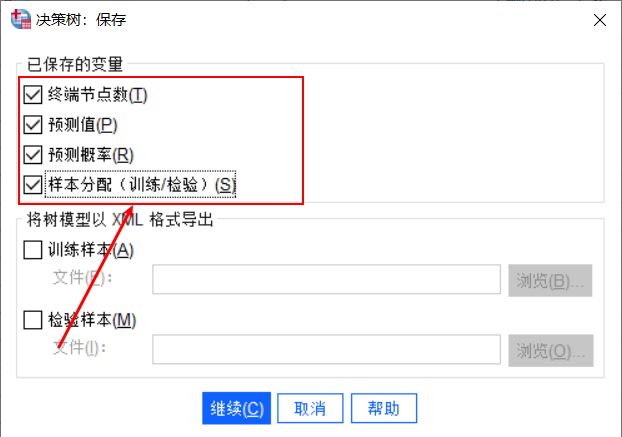 决策树：保存
已保存的变量
终端节点数(T)
预测值(P)
预测概率(R)
样本分配（训练/检验）(S)
将树模型以 XML 格式导出
训练样本(A)
文件(E):
浏览(B)...
检验样本(M)
文件(I):
浏览(O)...
继续(C) 取消 帮助